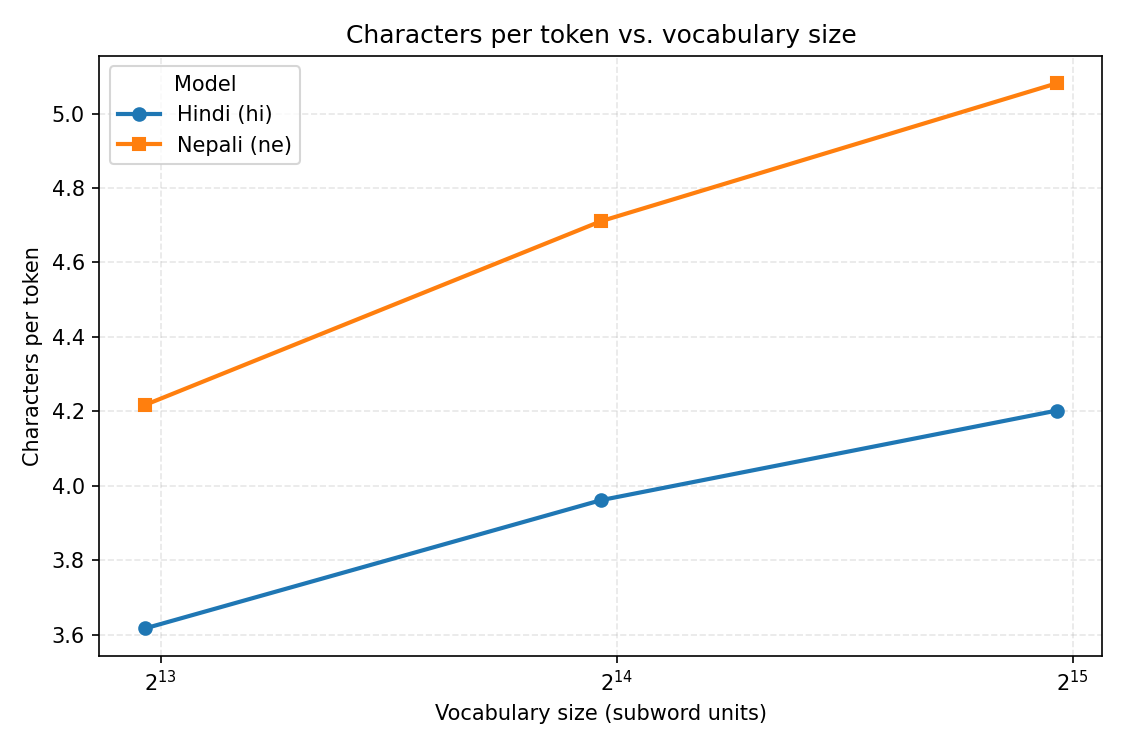 Characters per token vs. vocabulary size
Model
Hindi (hi)
Nepali (ne)
Characters per token
5.0
4.8
4.6
4.4
4.2
4.0
3.8
3.6
2¹³ 2¹⁴ 2¹⁵
Vocabulary size (subword units)